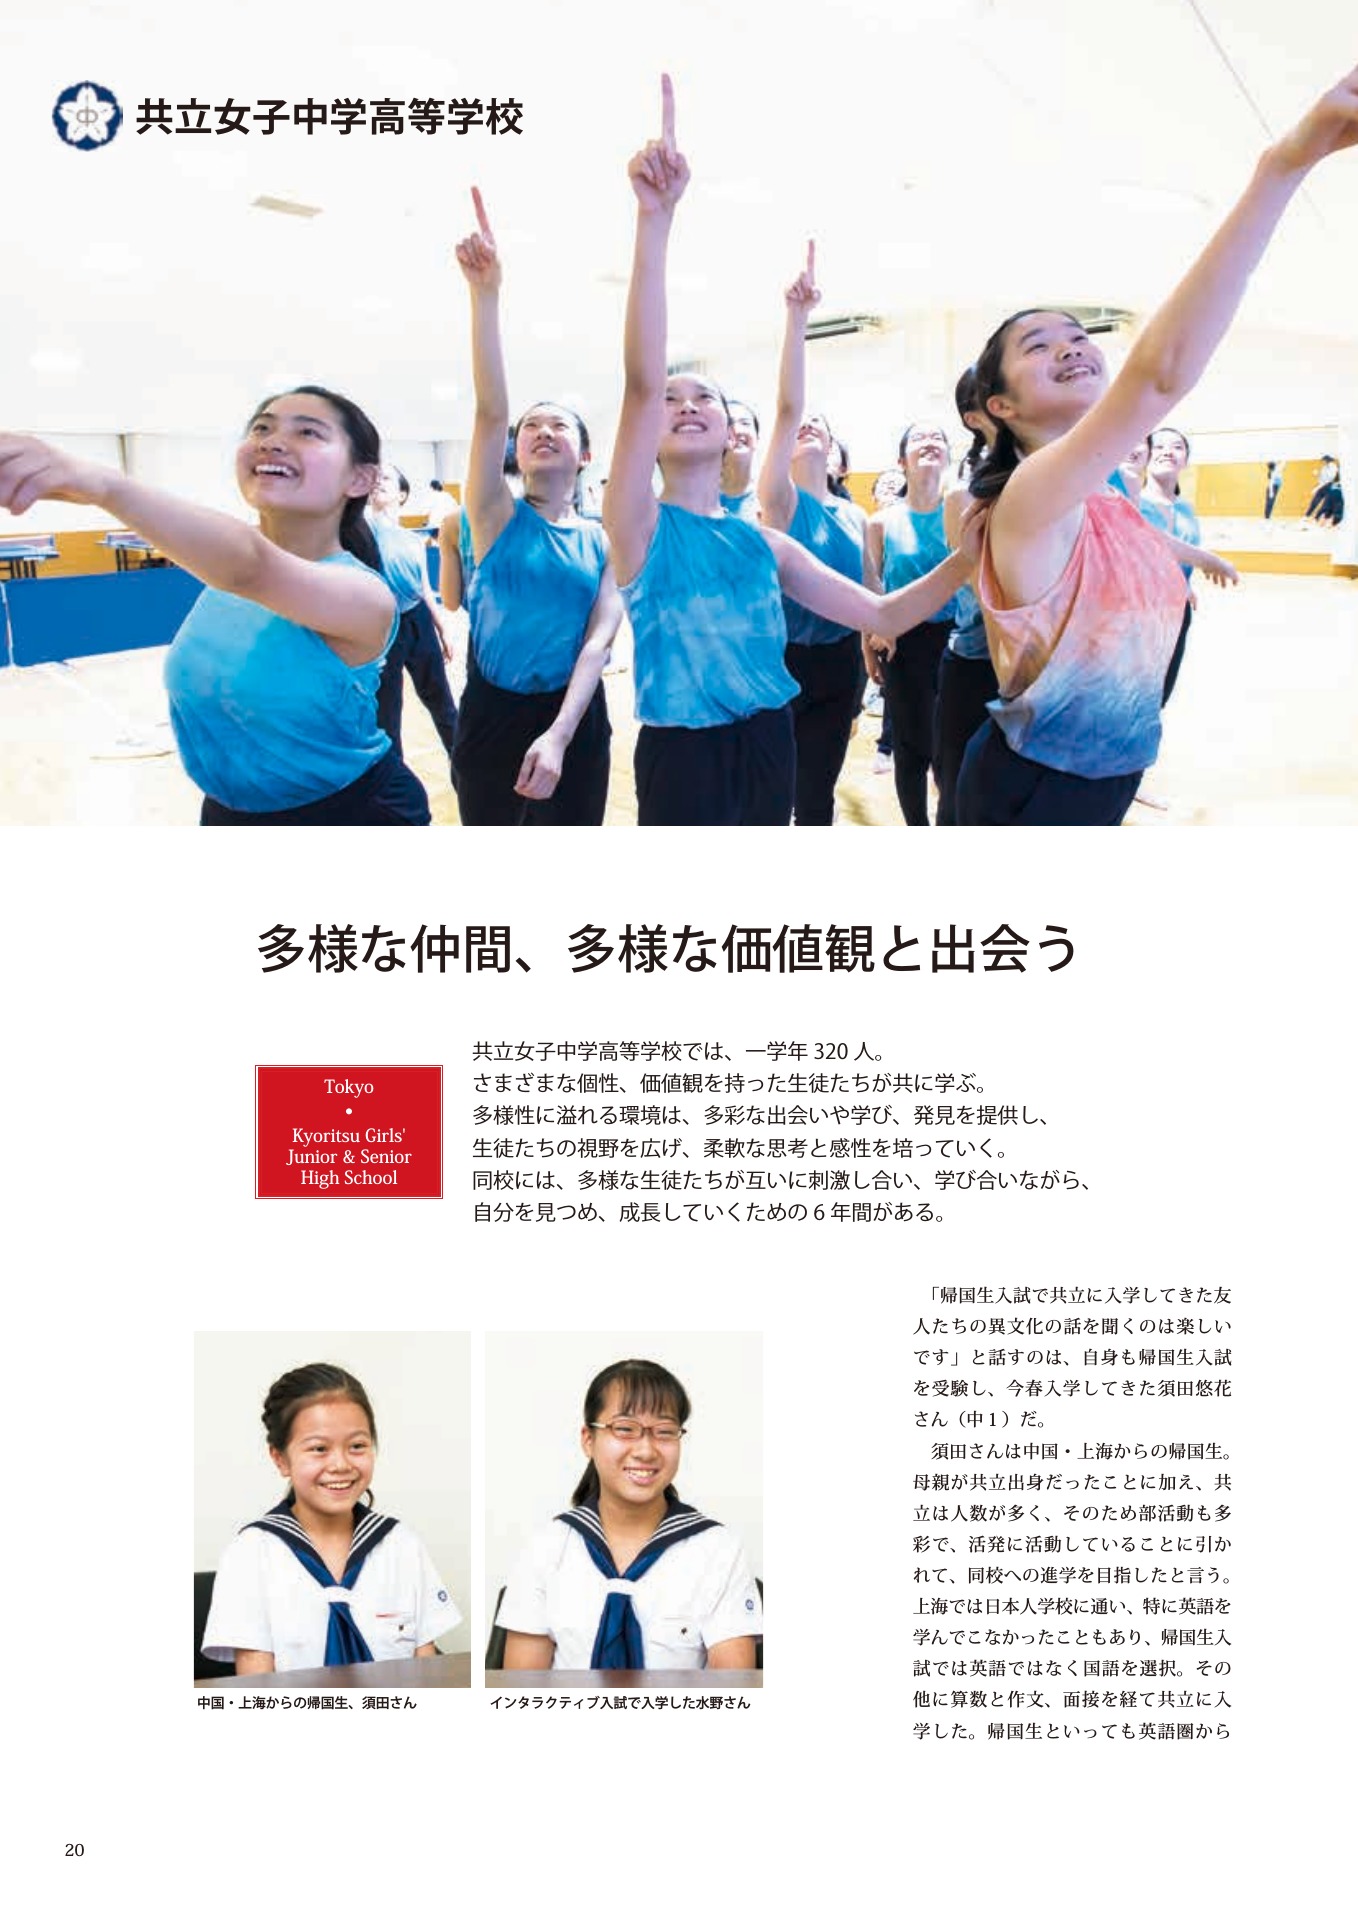 共立女子中学高等学校
多様な仲間、多様な価値観と出会う
Tokyo
•
Kyoritsu Girls'
Junior & Senior
High School
共立女子中学高等学校では、一学年 320 人。
さまざまな個性、価値観を持った生徒たちが共に学ぶ。
多様性に溢れる環境は、多彩な出会いや学び、発見を提供し、
生徒たちの視野を広げ、柔軟な思考と感性を培っていく。
同校には、多様な生徒たちが互いに刺激し合い、学び合いながら、
自分を見つめ、成長していくための 6 年間がある。
「帰国生入試で共立に入学してきた友
人たちの異文化の話を聞くのは楽しい
です」と話すのは、自身も帰国生入試
を受験し、今春入学してきた須田悠花
さん（中１）だ。
須田さんは中国・上海からの帰国生。
母親が共立出身だったことに加え、共
立は人数が多く、そのため部活動も多
彩で、活発に活動していることに引か
れて、同校への進学を目指したと言う。
上海では日本人学校に通い、特に英語を
学んでこなかったこともあり、帰国生入
試では英語ではなく国語を選択。その
他に算数と作文、面接を経て共立に入
学した。帰国生といっても英語圏から
中国・上海からの帰国生、須田さん
インタラクティブ入試で入学した水野さん
20